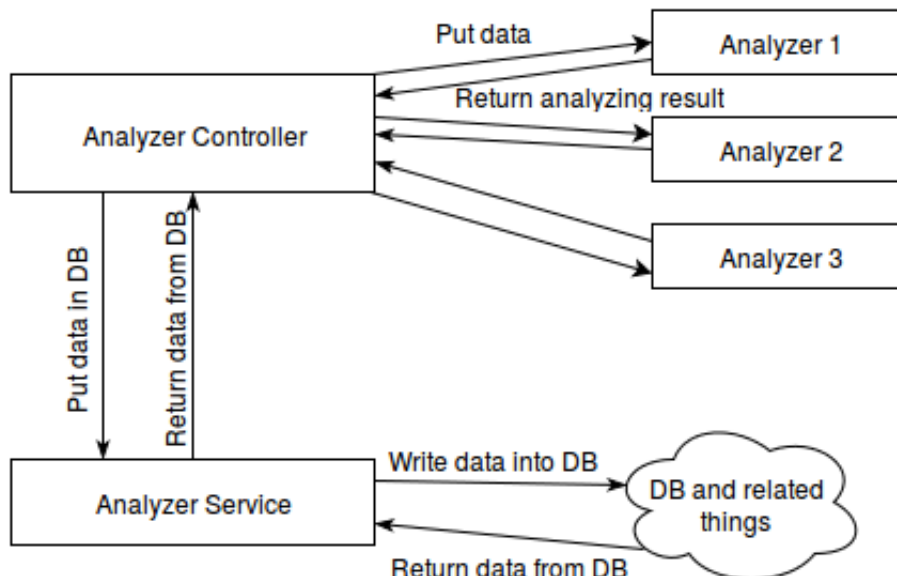 Put data
Analyzer 1
Return analyzing result
Analyzer Controller
Analyzer 2
Analyzer 3
Put data in DB
Return data from DB
Write data into DB
Analyzer Service
DB and related
things
Return data from DB